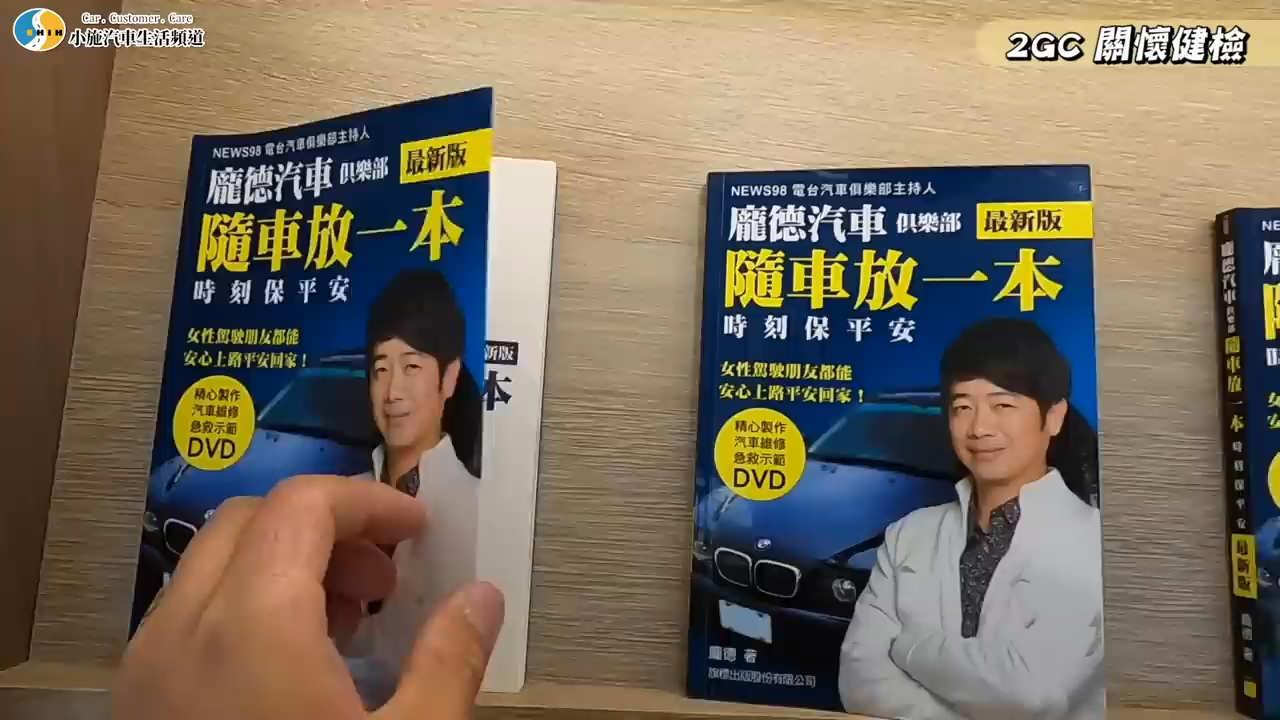 Car. Customer. Care
CHIH
小施汽車生活頻道
2GC 關懷健檢
NEWS98 電台汽車俱樂部主持人
龐德汽車 俱樂部 最新版
隨車放一本
時刻保平安
女性駕駛朋友都能
安心上路平安回家！
精心製作
汽車維修
急救示範
DVD
新版
本
NEWS98 電台汽車俱樂部主持人
龐德汽車 俱樂部 最新版
隨車放一本
時刻保平安
女性駕駛朋友都能
安心上路平安回家！
精心製作
汽車維修
急救示範
DVD
龐德 著
旗標出版股份有限公司
龐德汽車俱樂部 隨車放一本 時刻保平安 最新版 龐德 著
NE